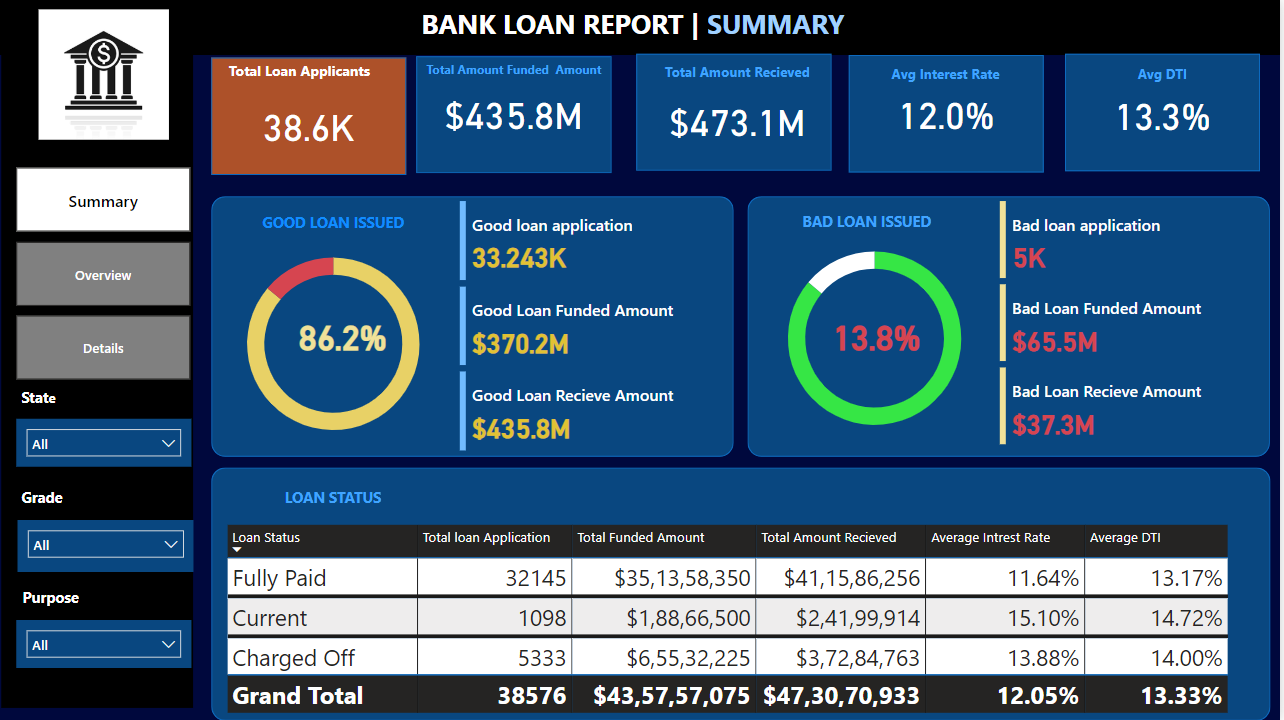 BANK LOAN REPORT | SUMMARY
$
Total Loan Applicants
38.6K
Total Amount Funded Amount
$435.8M
Total Amount Recieved
$473.1M
Avg Interest Rate
12.0%
Avg DTI
13.3%
Summary
Overview
Details
State
All
Grade
All
Purpose
All
GOOD LOAN ISSUED
86.2%
Good loan application
33.243K
Good Loan Funded Amount
$370.2M
Good Loan Recieve Amount
$435.8M
BAD LOAN ISSUED
13.8%
Bad loan application
5K
Bad Loan Funded Amount
$65.5M
Bad Loan Recieve Amount
$37.3M
LOAN STATUS
Loan Status Total loan Application Total Funded Amount Total Amount Recieved Average Intrest Rate Average DTI
Fully Paid 32145 $35,13,58,350 $41,15,86,256 11.64% 13.17%
Current 1098 $1,88,66,500 $2,41,99,914 15.10% 14.72%
Charged Off 5333 $6,55,32,225 $3,72,84,763 13.88% 14.00%
Grand Total 38576 $43,57,57,075 $47,30,70,933 12.05% 13.33%